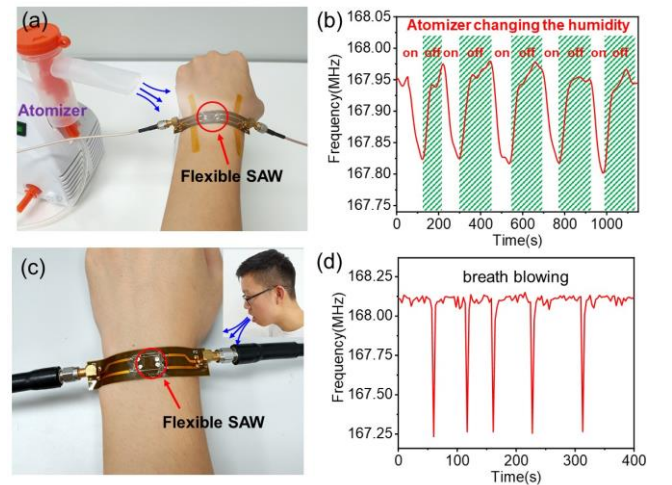 (a)
Atomizer
Flexible SAW
(b)
Atomizer changing the humidity
on off on off on off on off on off
Frequency(MHz)
168.05
168.00
167.95
167.90
167.85
167.80
167.75
0 200 400 600 800 1000
Time(s)
(c)
Flexible SAW
(d)
breath blowing
Frequency(MHz)
168.25
168.00
167.75
167.50
167.25
0 100 200 300 400
Time(s)